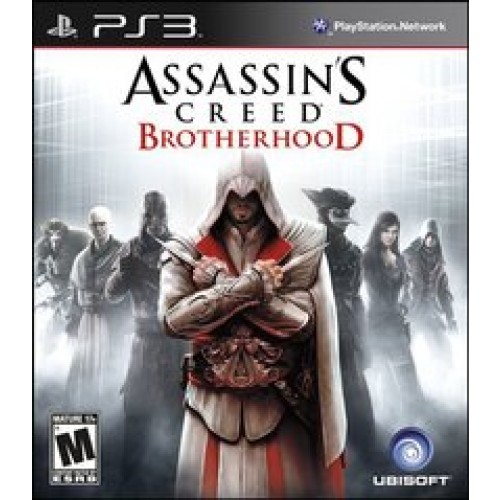 PS3
PlayStation®Network
ASSASSIN'S
CREED
BROTHERHOOD
MATURE 17+
M
ESRB
UBISOFT